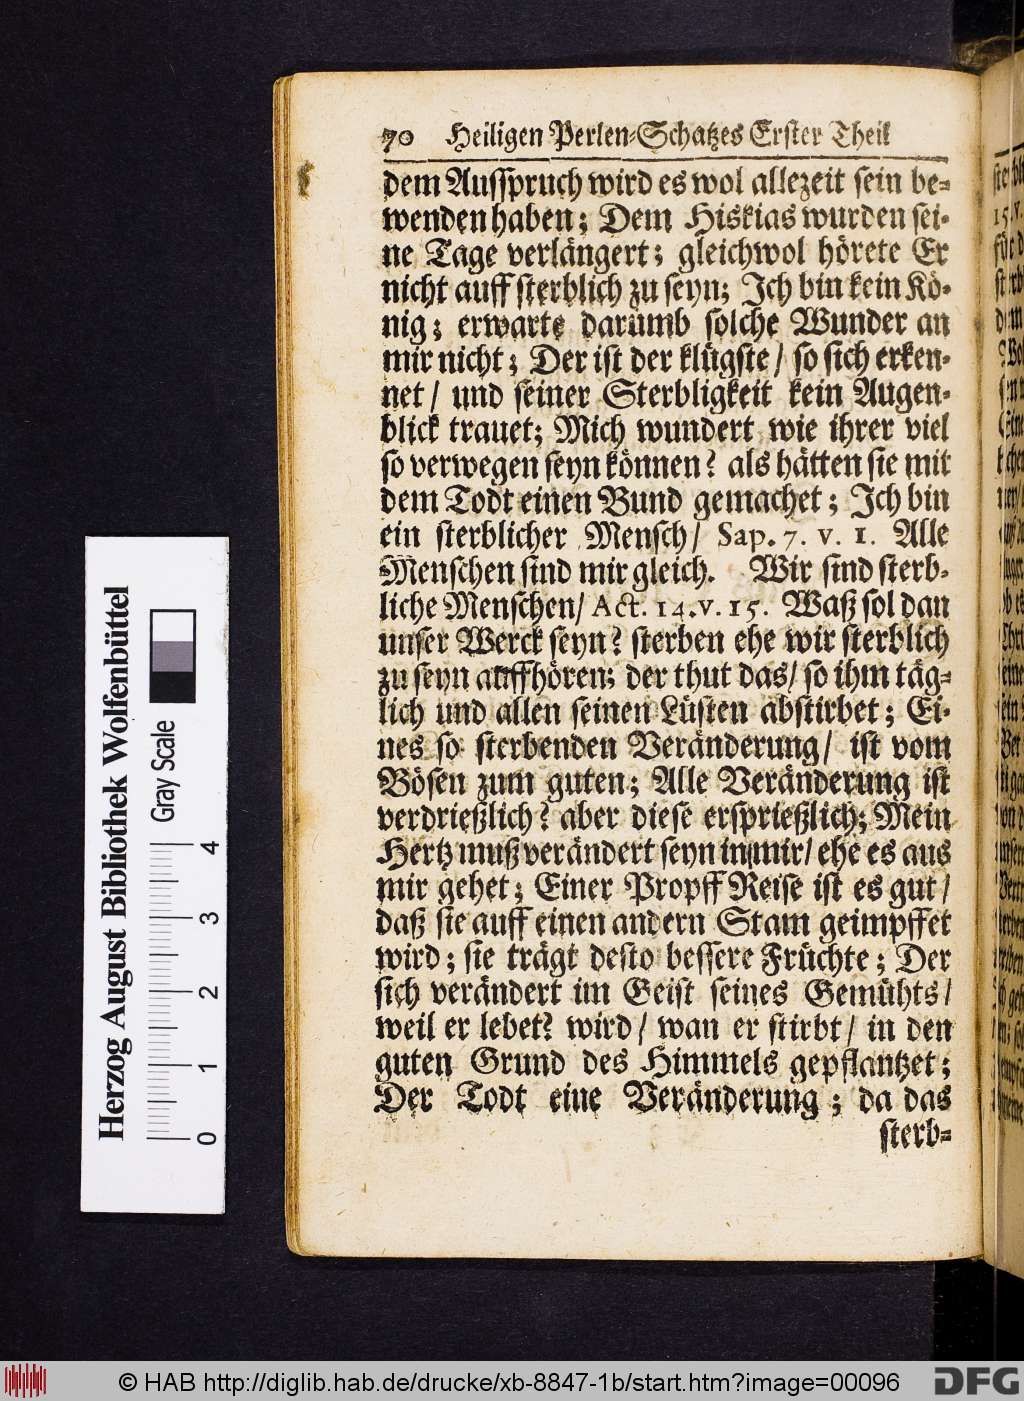 70 Heiligen Perlen-Schatzes Erster Theil
dem Ausspruch wird es wol allezeit sein be-
wenden haben; Dem Hiskias wurden sei-
ne Tage verlängert; gleichwol hörete Er
nicht auff sterblich zu seyn; Ich bin kein Kö-
nig; erwarte darumb solche Wunder an
mir nicht; Der ist der klügste / so sich erken-
net / und seiner Sterbligkeit kein Augen-
blick trauet; Mich wundert wie ihrer viel
so verwegen seyn können? als hätten sie mit
dem Todt einen Bund gemachet; Ich bin
ein sterblicher Mensch / Sap. 7. v. 1. Alle
Menschen sind mir gleich. Wir sind sterb-
liche Menschen / Act. 14. v. 15. Waß sol dan
unser Werck seyn? sterben ehe wir sterblich
zu seyn auffhören; der thut das / so ihm täg-
lich und allen seinen Lüsten abstirbet; Ei-
nes so sterbenden Veränderung / ist vom
Bösen zum guten; Alle Veränderung ist
verdrießlich? aber diese ersprießlich; Mein
Hertz muß verändert seyn in mir / ehe es aus
mir gehet; Einer Propff Reise ist es gut /
daß sie auff einen andern Stam geimpffet
wird; sie trägt desto bessere Früchte; Der
sich verändert im Geist seines Gemühts /
weil er lebet? wird / wan er stirbt / in den
guten Grund des Himmels gepflantzet;
Der Todt eine Veränderung; da das
sterb-
Herzog August Bibliothek Wolfenbüttel
Gray Scale
0 1 2 3 4
© HAB http://diglib.hab.de/drucke/xb-8847-1b/start.htm?image=00096
DFG